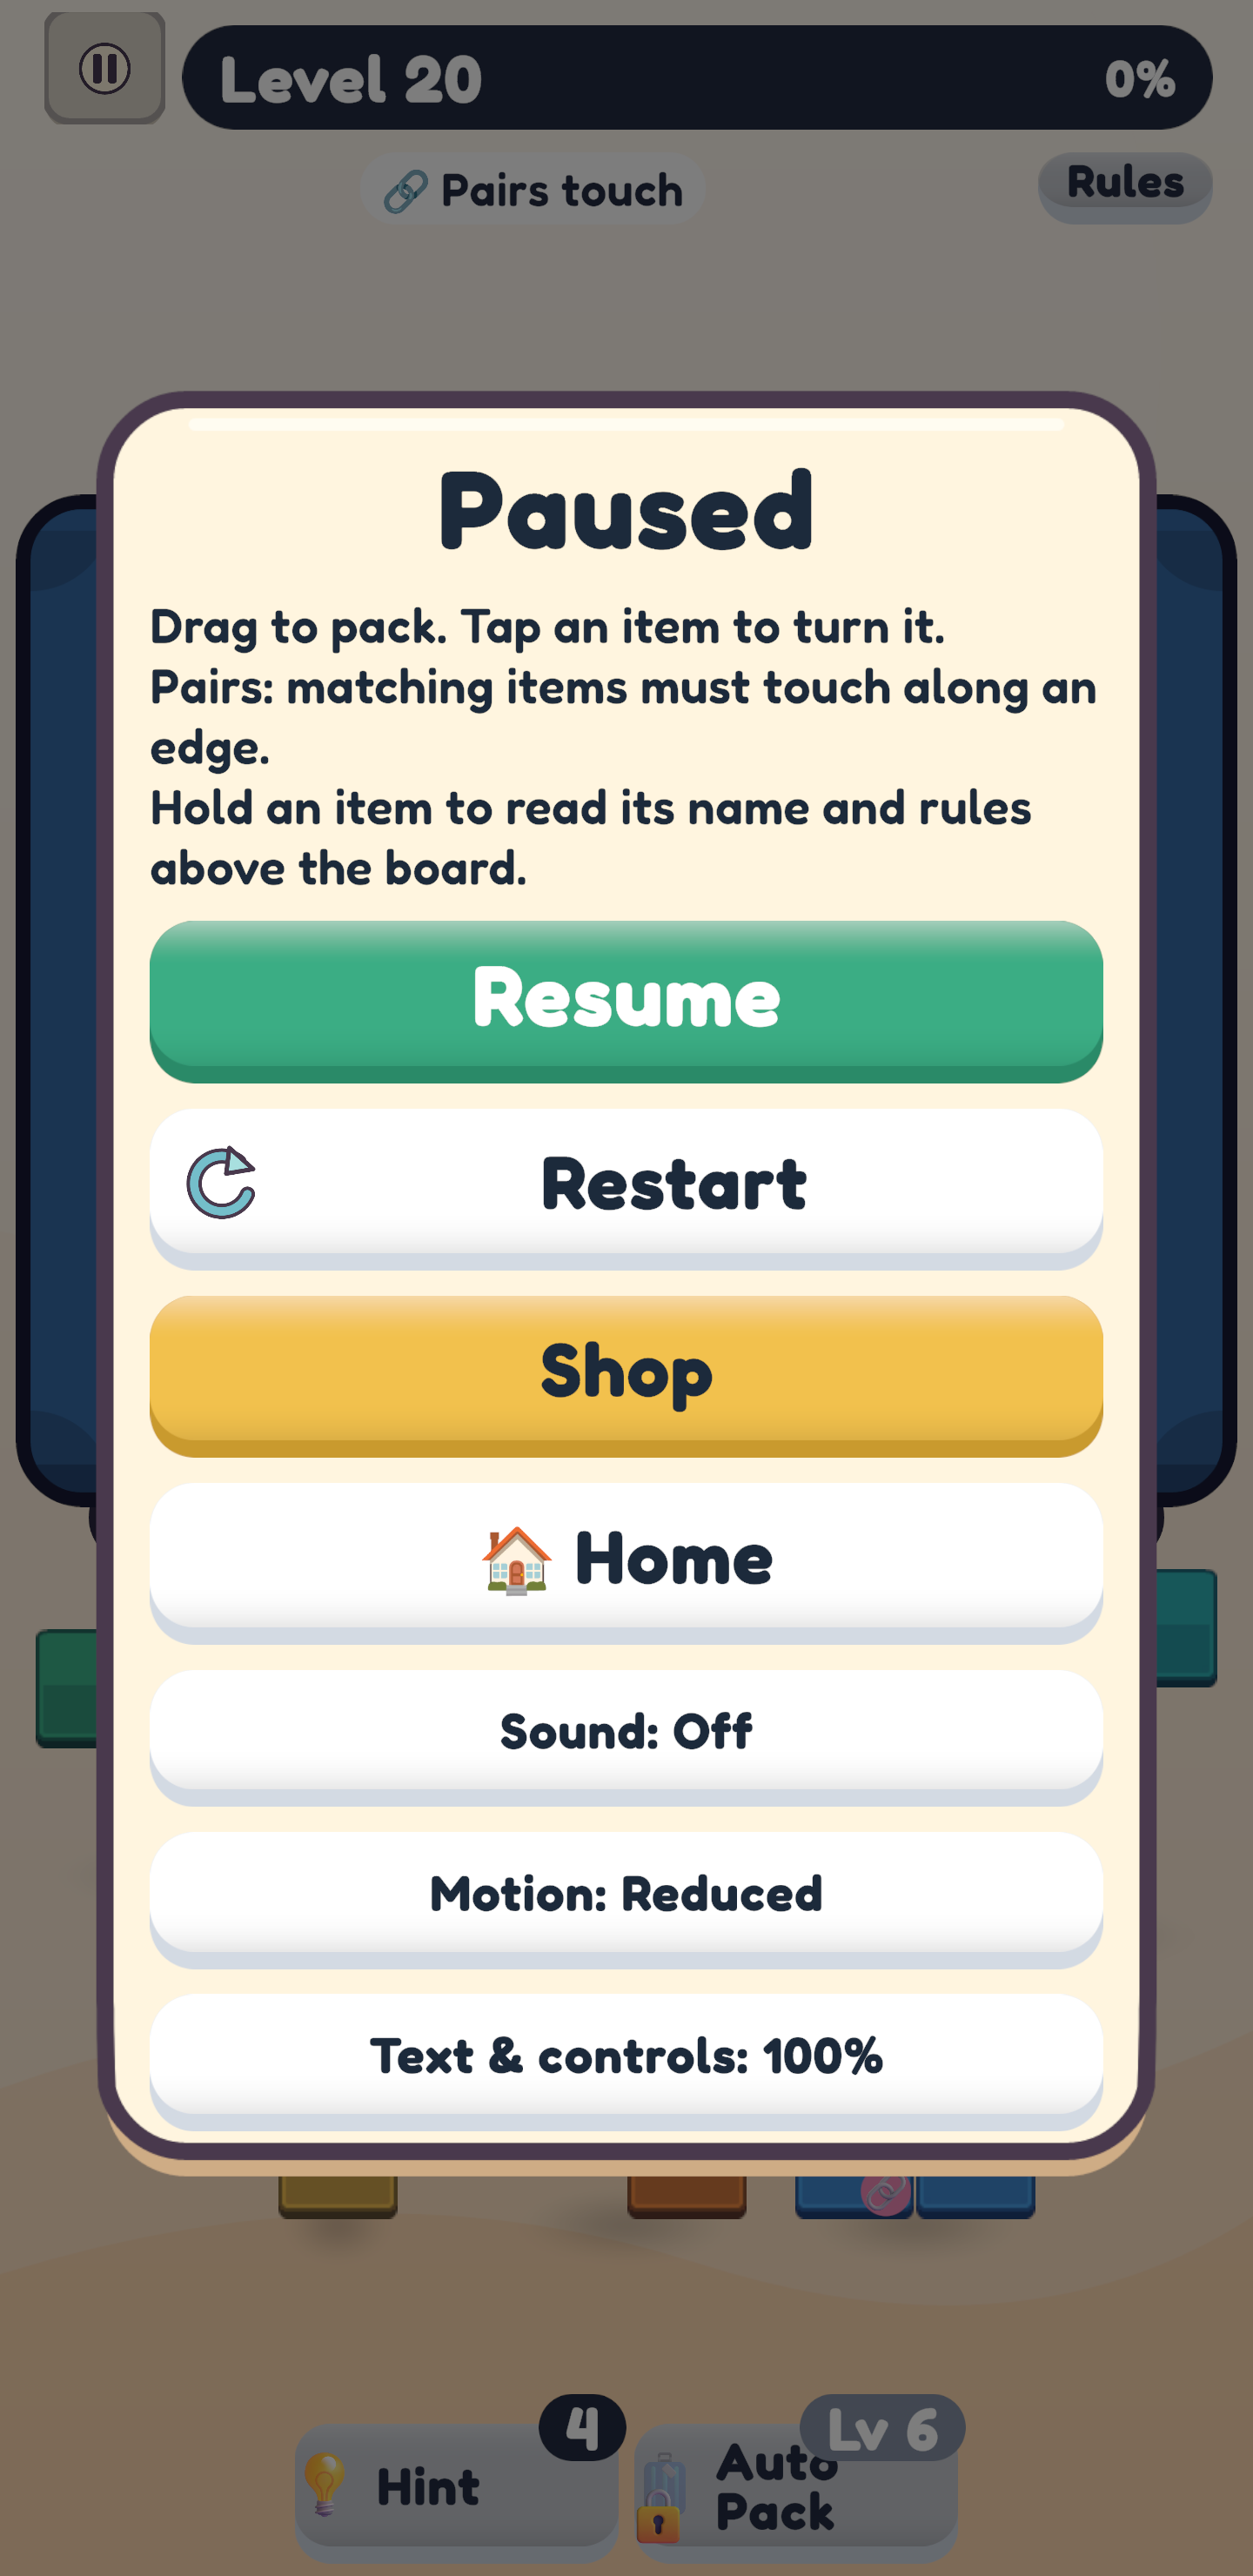 Level 20
0%
Pairs touch
Rules
Paused
Drag to pack. Tap an item to turn it.
Pairs: matching items must touch along an
edge.
Hold an item to read its name and rules
above the board.
Resume
Restart
Shop
Home
Sound: Off
Motion: Reduced
Text & controls: 100%
4
Lv 6
Hint
Auto
Pack